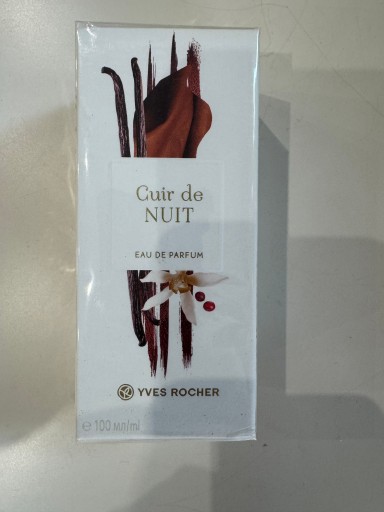 Cuir de
NUIT
EAU DE PARFUM
YVES ROCHER
℮ 100 мл/ml